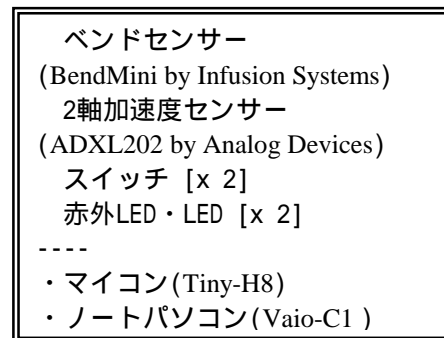 ベンドセンサー
(BendMini by Infusion Systems)
2軸加速度センサー
(ADXL202 by Analog Devices)
スイッチ [x 2]
赤外LED・LED [x 2]
----
・マイコン(Tiny-H8)
・ノートパソコン(Vaio-C1 )